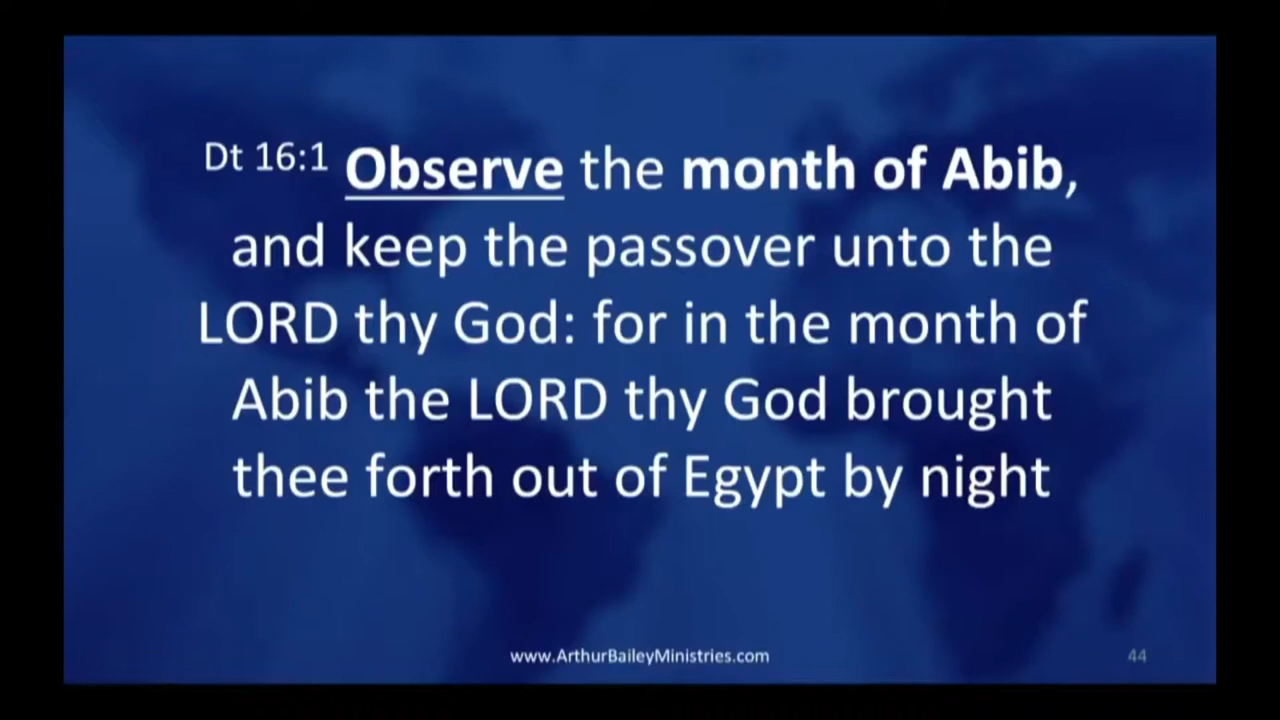 Dt 16:1 Observe the month of Abib,
and keep the passover unto the
LORD thy God: for in the month of
Abib the LORD thy God brought
thee forth out of Egypt by night
www.ArthurBaileyMinistries.com
44